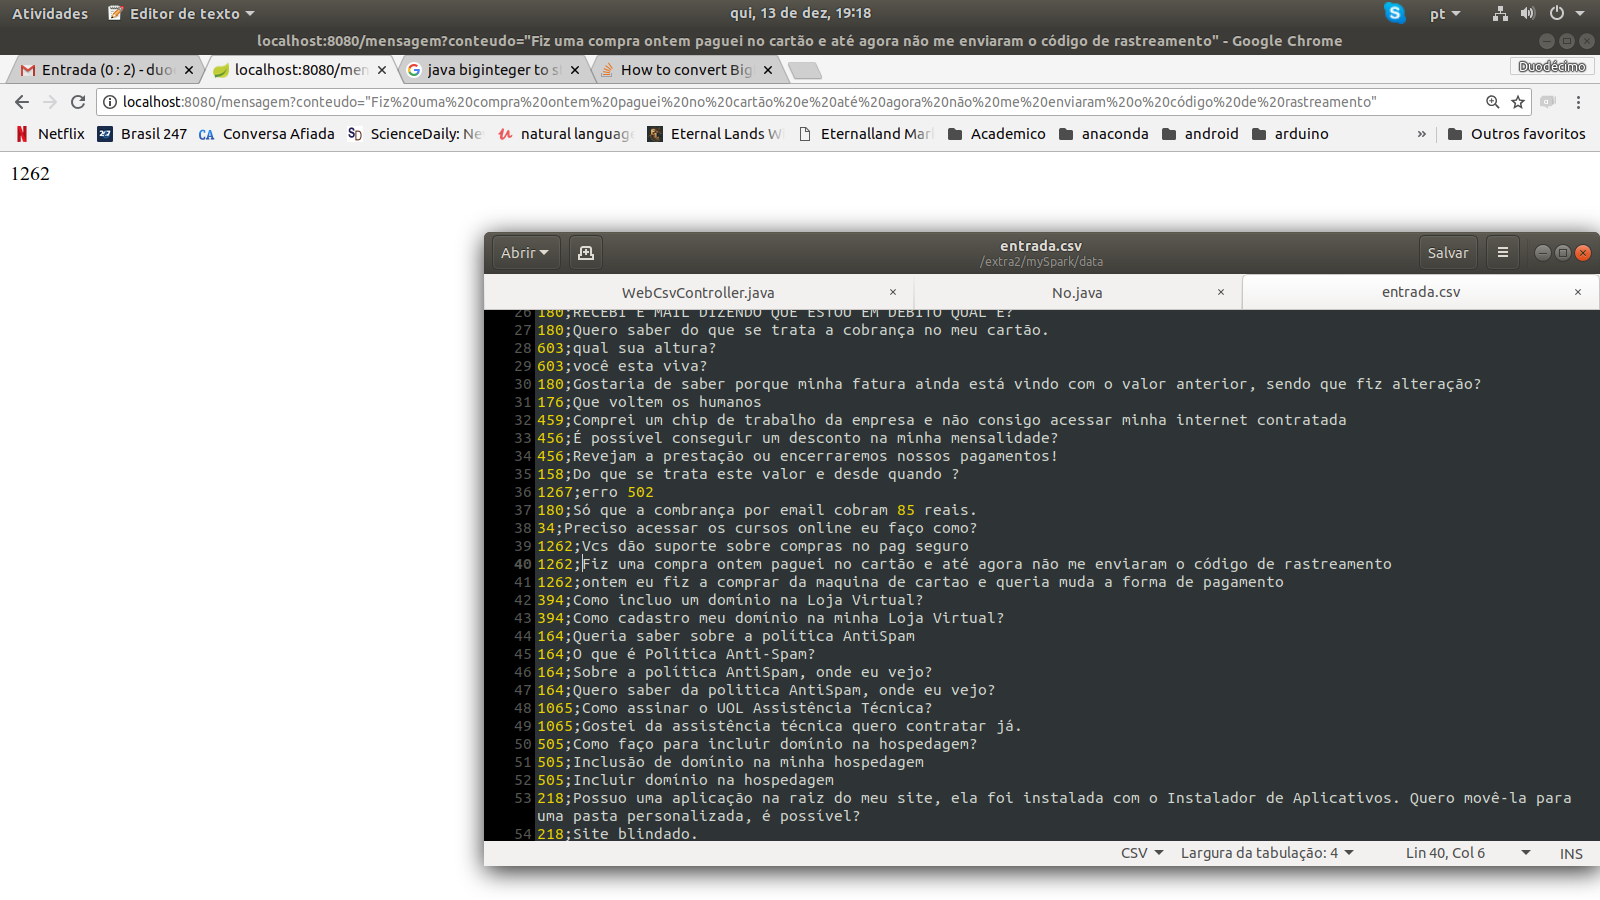 Atividades Editor de texto qui, 13 de dez, 19:18 pt
localhost:8080/mensagem?conteudo="Fiz uma compra ontem paguei no cartão e até agora não me enviaram o código de rastreamento" - Google Chrome
Entrada (0 : 2) - duod localhost:8080/men java biginteger to s How to convert Big Duodécimo
localhost:8080/mensagem?conteudo="Fiz%20uma%20compra%20ontem%20paguei%20no%20cartão%20e%20até%20agora%20não%20me%20enviaram%20o%20código%20de%20rastreamento"
Netflix Brasil 247 Conversa Afiada ScienceDaily: Ne natural language Eternal Lands W Eternalland Mar Academico anaconda android arduino » Outros favoritos
1262
Abrir entrada.csv Salvar
/extra2/mySpark/data
WebCsvController.java No.java entrada.csv
26 180;RECEBI E MAIL DIZENDO QUE ESTOU EM DEBITO QUAL E?
27 180;Quero saber do que se trata a cobrança no meu cartão.
28 603;qual sua altura?
29 603;você esta viva?
30 180;Gostaria de saber porque minha fatura ainda está vindo com o valor anterior, sendo que fiz alteração?
31 176;Que voltem os humanos
32 459;Comprei um chip de trabalho da empresa e não consigo acessar minha internet contratada
33 456;É possível conseguir um desconto na minha mensalidade?
34 456;Revejam a prestação ou encerraremos nossos pagamentos!
35 158;Do que se trata este valor e desde quando ?
36 1267;erro 502
37 180;Só que a combrança por email cobram 85 reais.
38 34;Preciso acessar os cursos online eu faço como?
39 1262;Vcs dão suporte sobre compras no pag seguro
40 1262;Fiz uma compra ontem paguei no cartão e até agora não me enviaram o código de rastreamento
41 1262;ontem eu fiz a comprar da maquina de cartao e queria muda a forma de pagamento
42 394;Como incluo um domínio na Loja Virtual?
43 394;Como cadastro meu domínio na minha Loja Virtual?
44 164;Queria saber sobre a política AntiSpam
45 164;O que é Política Anti-Spam?
46 164;Sobre a política AntiSpam, onde eu vejo?
47 164;Quero saber da politica AntiSpam, onde eu vejo?
48 1065;Como assinar o UOL Assistência Técnica?
49 1065;Gostei da assistência técnica quero contratar já.
50 505;Como faço para incluir domínio na hospedagem?
51 505;Inclusão de domínio na minha hospedagem
52 505;Incluir domínio na hospedagem
53 218;Possuo uma aplicação na raiz do meu site, ela foi instalada com o Instalador de Aplicativos. Quero movê-la para
uma pasta personalizada, é possível?
54 218;Site blindado.
CSV Largura da tabulação: 4 Lin 40, Col 6 INS